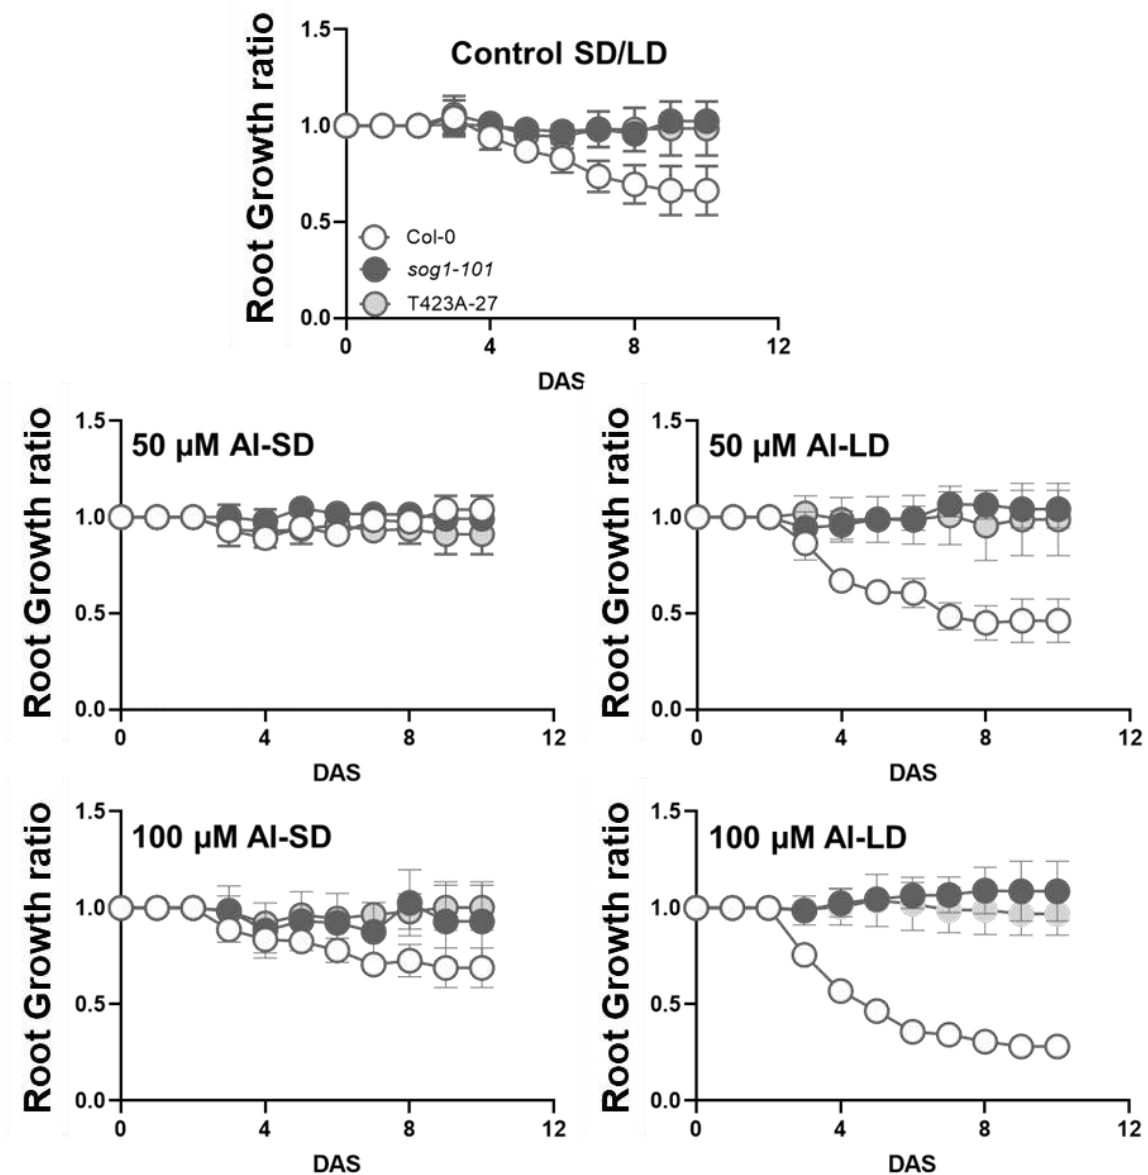 Root Growth ratio
Control SD/LD
1.5
1.0
0.5
0.0
Col-0
sog1-101
T423A-27
0 4 8 12
DAS
Root Growth ratio
50 µM Al-SD
1.5
1.0
0.5
0.0
0 4 8 12
DAS
Root Growth ratio
50 µM Al-LD
1.5
1.0
0.5
0.0
0 4 8 12
DAS
Root Growth ratio
100 µM Al-SD
1.5
1.0
0.5
0.0
0 4 8 12
DAS
Root Growth ratio
100 µM Al-LD
1.5
1.0
0.5
0.0
0 4 8 12
DAS